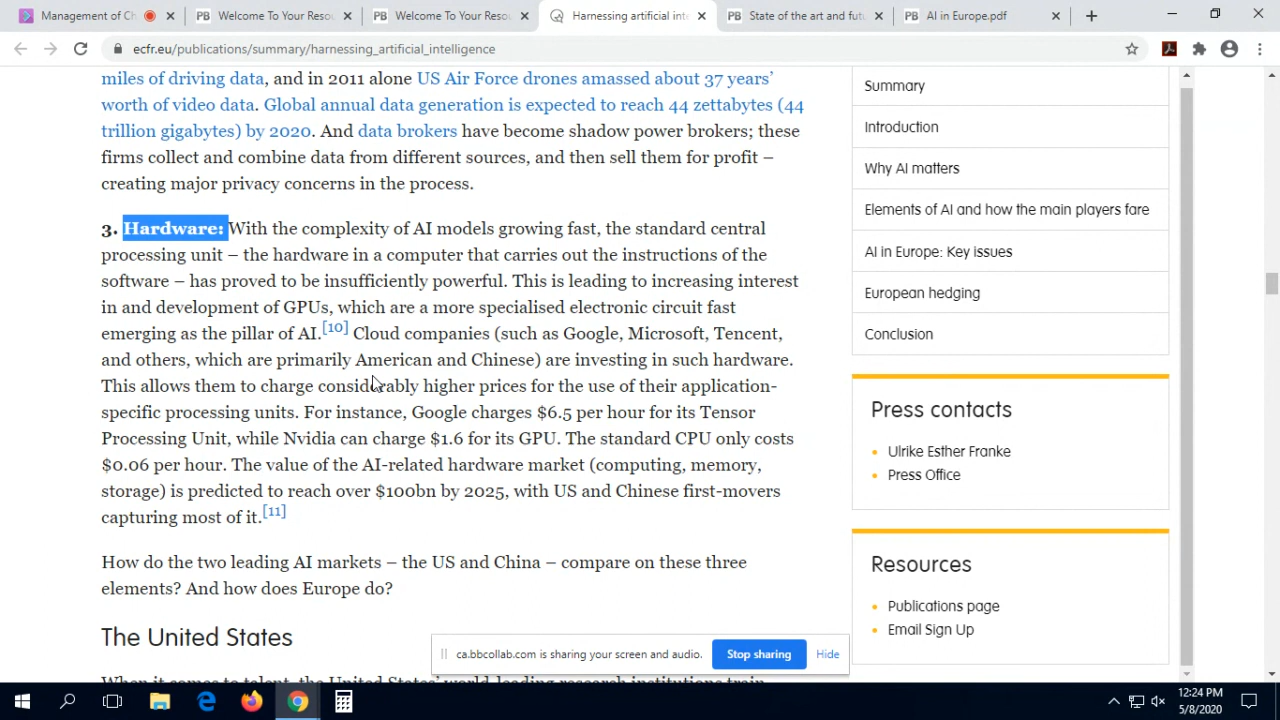 Management of Ch
Welcome To Your Resou
Welcome To Your Resou
Harnessing artificial inte
State of the art and futu
AI in Europe.pdf
ecfr.eu/publications/summary/harnessing_artificial_intelligence
miles of driving data, and in 2011 alone US Air Force drones amassed about 37 years'
worth of video data. Global annual data generation is expected to reach 44 zettabytes (44
trillion gigabytes) by 2020. And data brokers have become shadow power brokers; these
firms collect and combine data from different sources, and then sell them for profit –
creating major privacy concerns in the process.
3. Hardware: With the complexity of AI models growing fast, the standard central
processing unit – the hardware in a computer that carries out the instructions of the
software – has proved to be insufficiently powerful. This is leading to increasing interest
in and development of GPUs, which are a more specialised electronic circuit fast
emerging as the pillar of AI.[10] Cloud companies (such as Google, Microsoft, Tencent,
and others, which are primarily American and Chinese) are investing in such hardware.
This allows them to charge considerably higher prices for the use of their application-
specific processing units. For instance, Google charges $6.5 per hour for its Tensor
Processing Unit, while Nvidia can charge $1.6 for its GPU. The standard CPU only costs
$0.06 per hour. The value of the AI-related hardware market (computing, memory,
storage) is predicted to reach over $100bn by 2025, with US and Chinese first-movers
capturing most of it.[11]
How do the two leading AI markets – the US and China – compare on these three
elements? And how does Europe do?
The United States
When it comes to talent, the United States' world-leading research institutions train
Summary
Introduction
Why AI matters
Elements of AI and how the main players fare
AI in Europe: Key issues
European hedging
Conclusion
Press contacts
Ulrike Esther Franke
Press Office
Resources
Publications page
Email Sign Up
ca.bbcollab.com is sharing your screen and audio.
Stop sharing
Hide
12:24 PM
5/8/2020